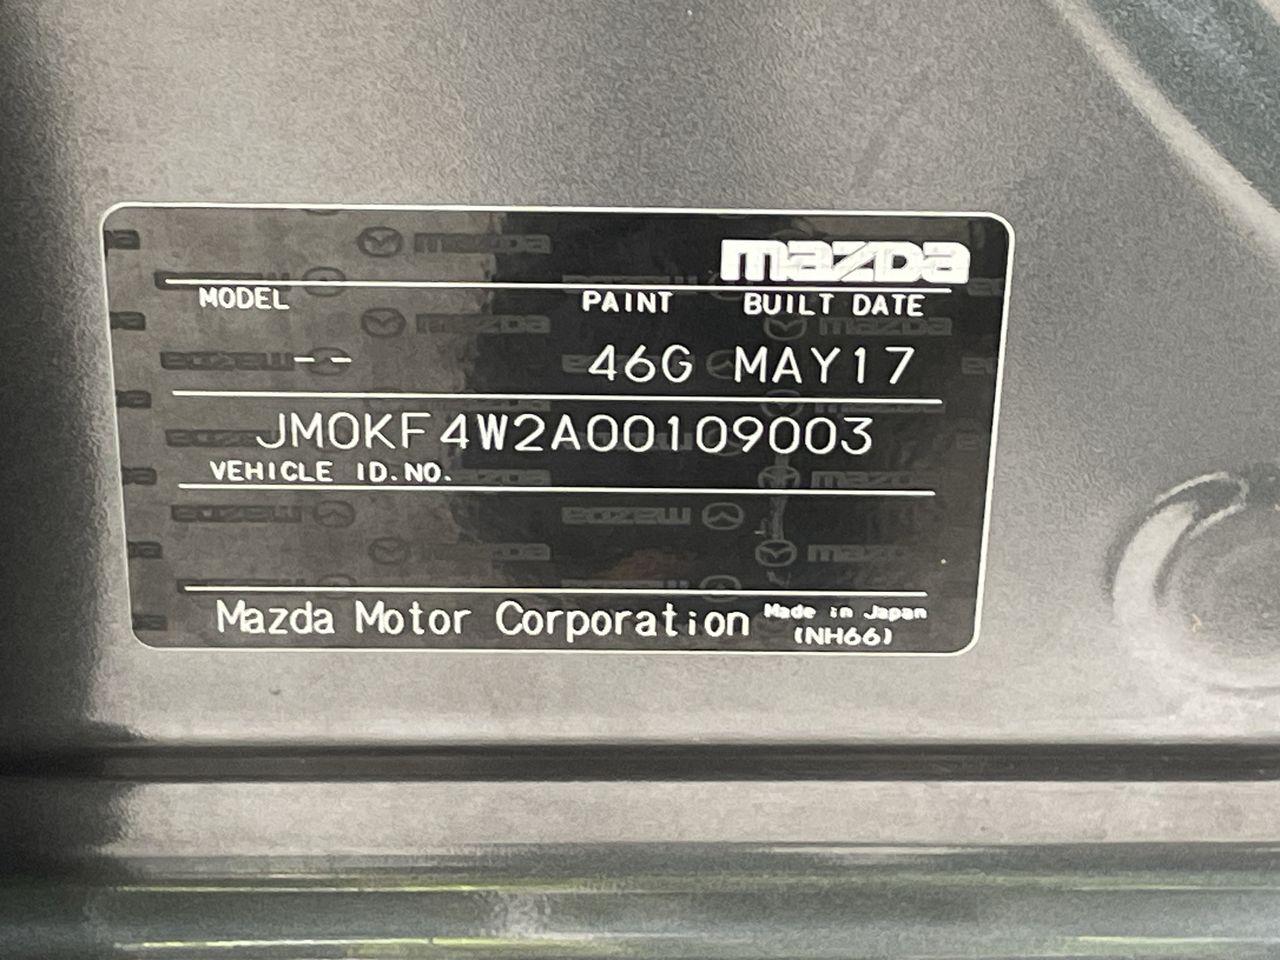 mazda
MODEL PAINT BUILT DATE
-- 46G MAY17
JM0KF4W2A00109003
VEHICLE ID.NO.
Mazda Motor Corporation Made in Japan
(NH66)